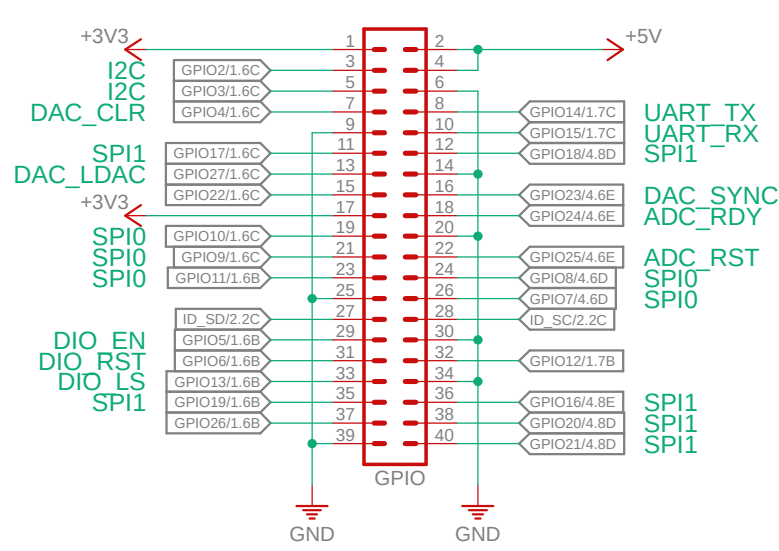 +3V3 1 2 +5V
I2C GPIO2/1.6C 3 4
I2C GPIO3/1.6C 5 6
DAC_CLR GPIO4/1.6C 7 8 GPIO14/1.7C UART_TX
9 10 GPIO15/1.7C UART_RX
SPI1 GPIO17/1.6C 11 12 GPIO18/4.8D SPI1
DAC_LDAC GPIO27/1.6C 13 14
GPIO22/1.6C 15 16 GPIO23/4.6E DAC_SYNC
+3V3 17 18 GPIO24/4.6E ADC_RDY
SPI0 GPIO10/1.6C 19 20
SPI0 GPIO9/1.6C 21 22 GPIO25/4.6E ADC_RST
SPI0 GPIO11/1.6B 23 24 GPIO8/4.6D SPI0
25 26 GPIO7/4.6D SPI0
ID_SD/2.2C 27 28 ID_SC/2.2C
DIO_EN GPIO5/1.6B 29 30
DIO_RST GPIO6/1.6B 31 32 GPIO12/1.7B
DIO_LS GPIO13/1.6B 33 34
SPI1 GPIO19/1.6B 35 36 GPIO16/4.8E SPI1
GPIO26/1.6B 37 38 GPIO20/4.8D SPI1
39 40 GPIO21/4.8D SPI1
GPIO
GND GND